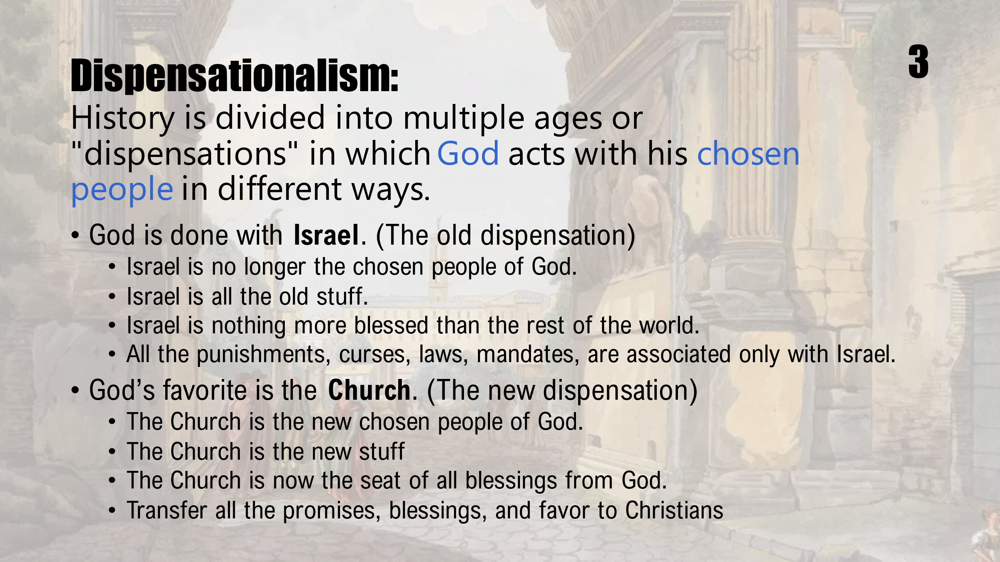 3
Dispensationalism:
History is divided into multiple ages or
"dispensations" in which God acts with his chosen
people in different ways.
• God is done with Israel. (The old dispensation)
• Israel is no longer the chosen people of God.
• Israel is all the old stuff.
• Israel is nothing more blessed than the rest of the world.
• All the punishments, curses, laws, mandates, are associated only with Israel.
• God’s favorite is the Church. (The new dispensation)
• The Church is the new chosen people of God.
• The Church is the new stuff
• The Church is now the seat of all blessings from God.
• Transfer all the promises, blessings, and favor to Christians